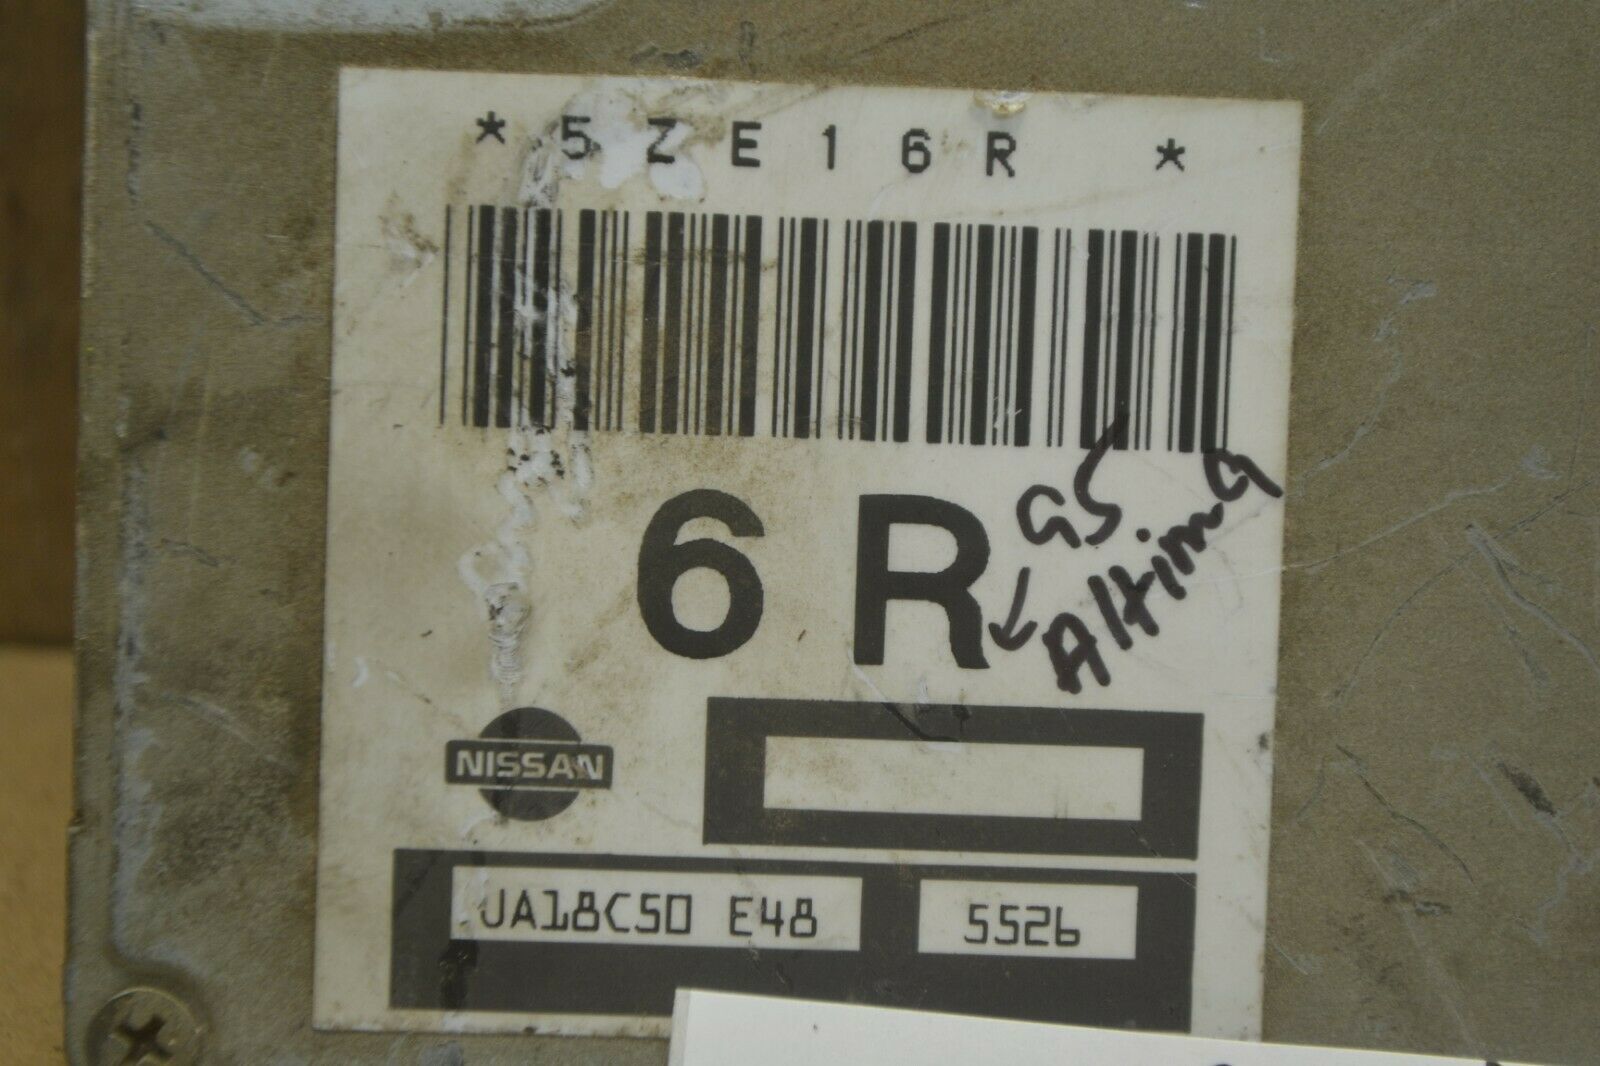 * 5ZE16R *
6 R
95
Altima
NISSAN
JA18C50 E48
5526